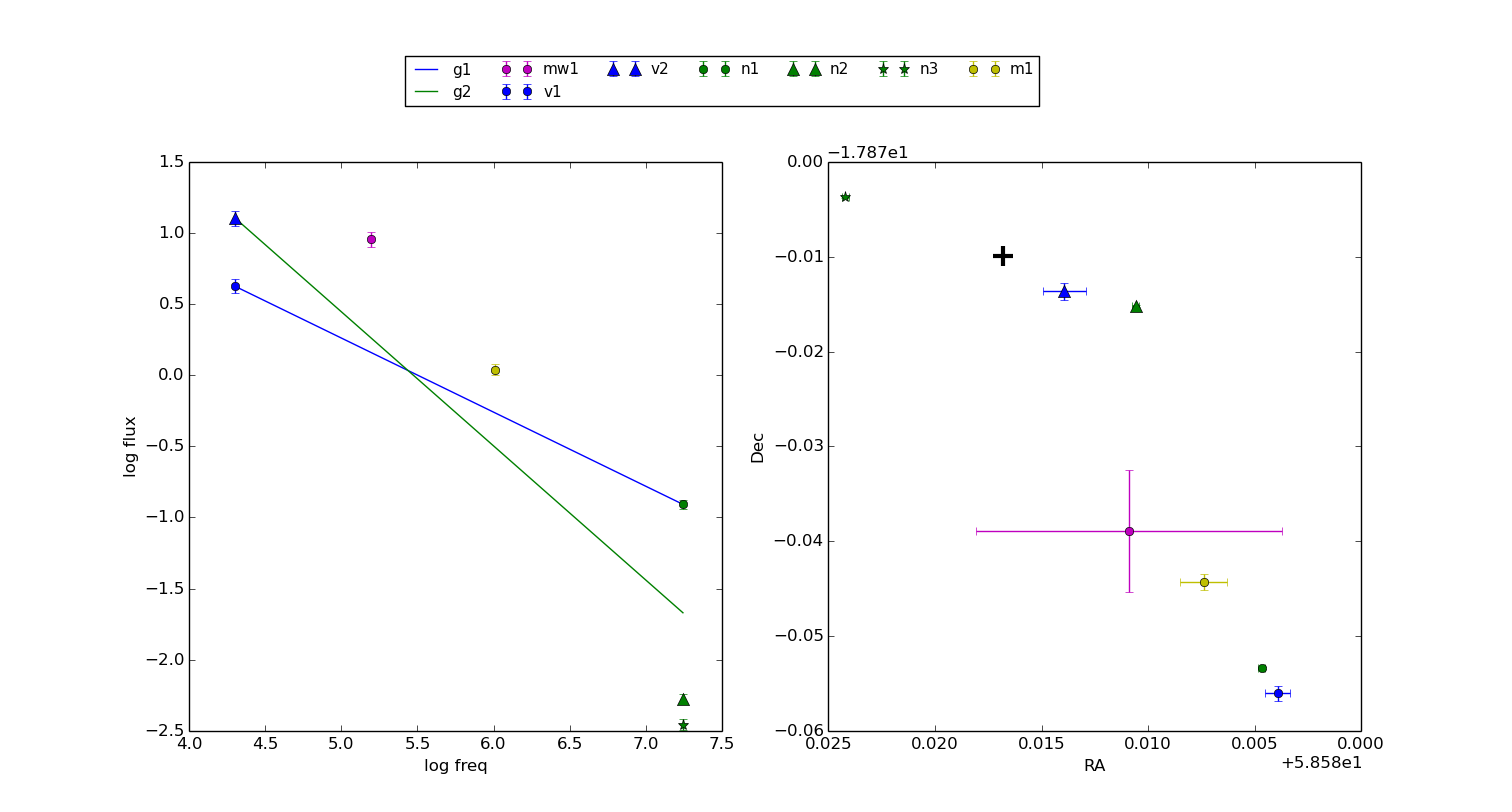 g1 mw1 v2 n1 n2 n3 m1
g2 v1
1.5
1.0
0.5
0.0
−0.5
−1.0
−1.5
−2.0
−2.5
log flux
4.0 4.5 5.0 5.5 6.0 6.5 7.0 7.5
log freq
−1.787e1
0.00
−0.01
−0.02
−0.03
−0.04
−0.05
−0.06
Dec
0.025 0.020 0.015 0.010 0.005 0.000
+5.858e1
RA